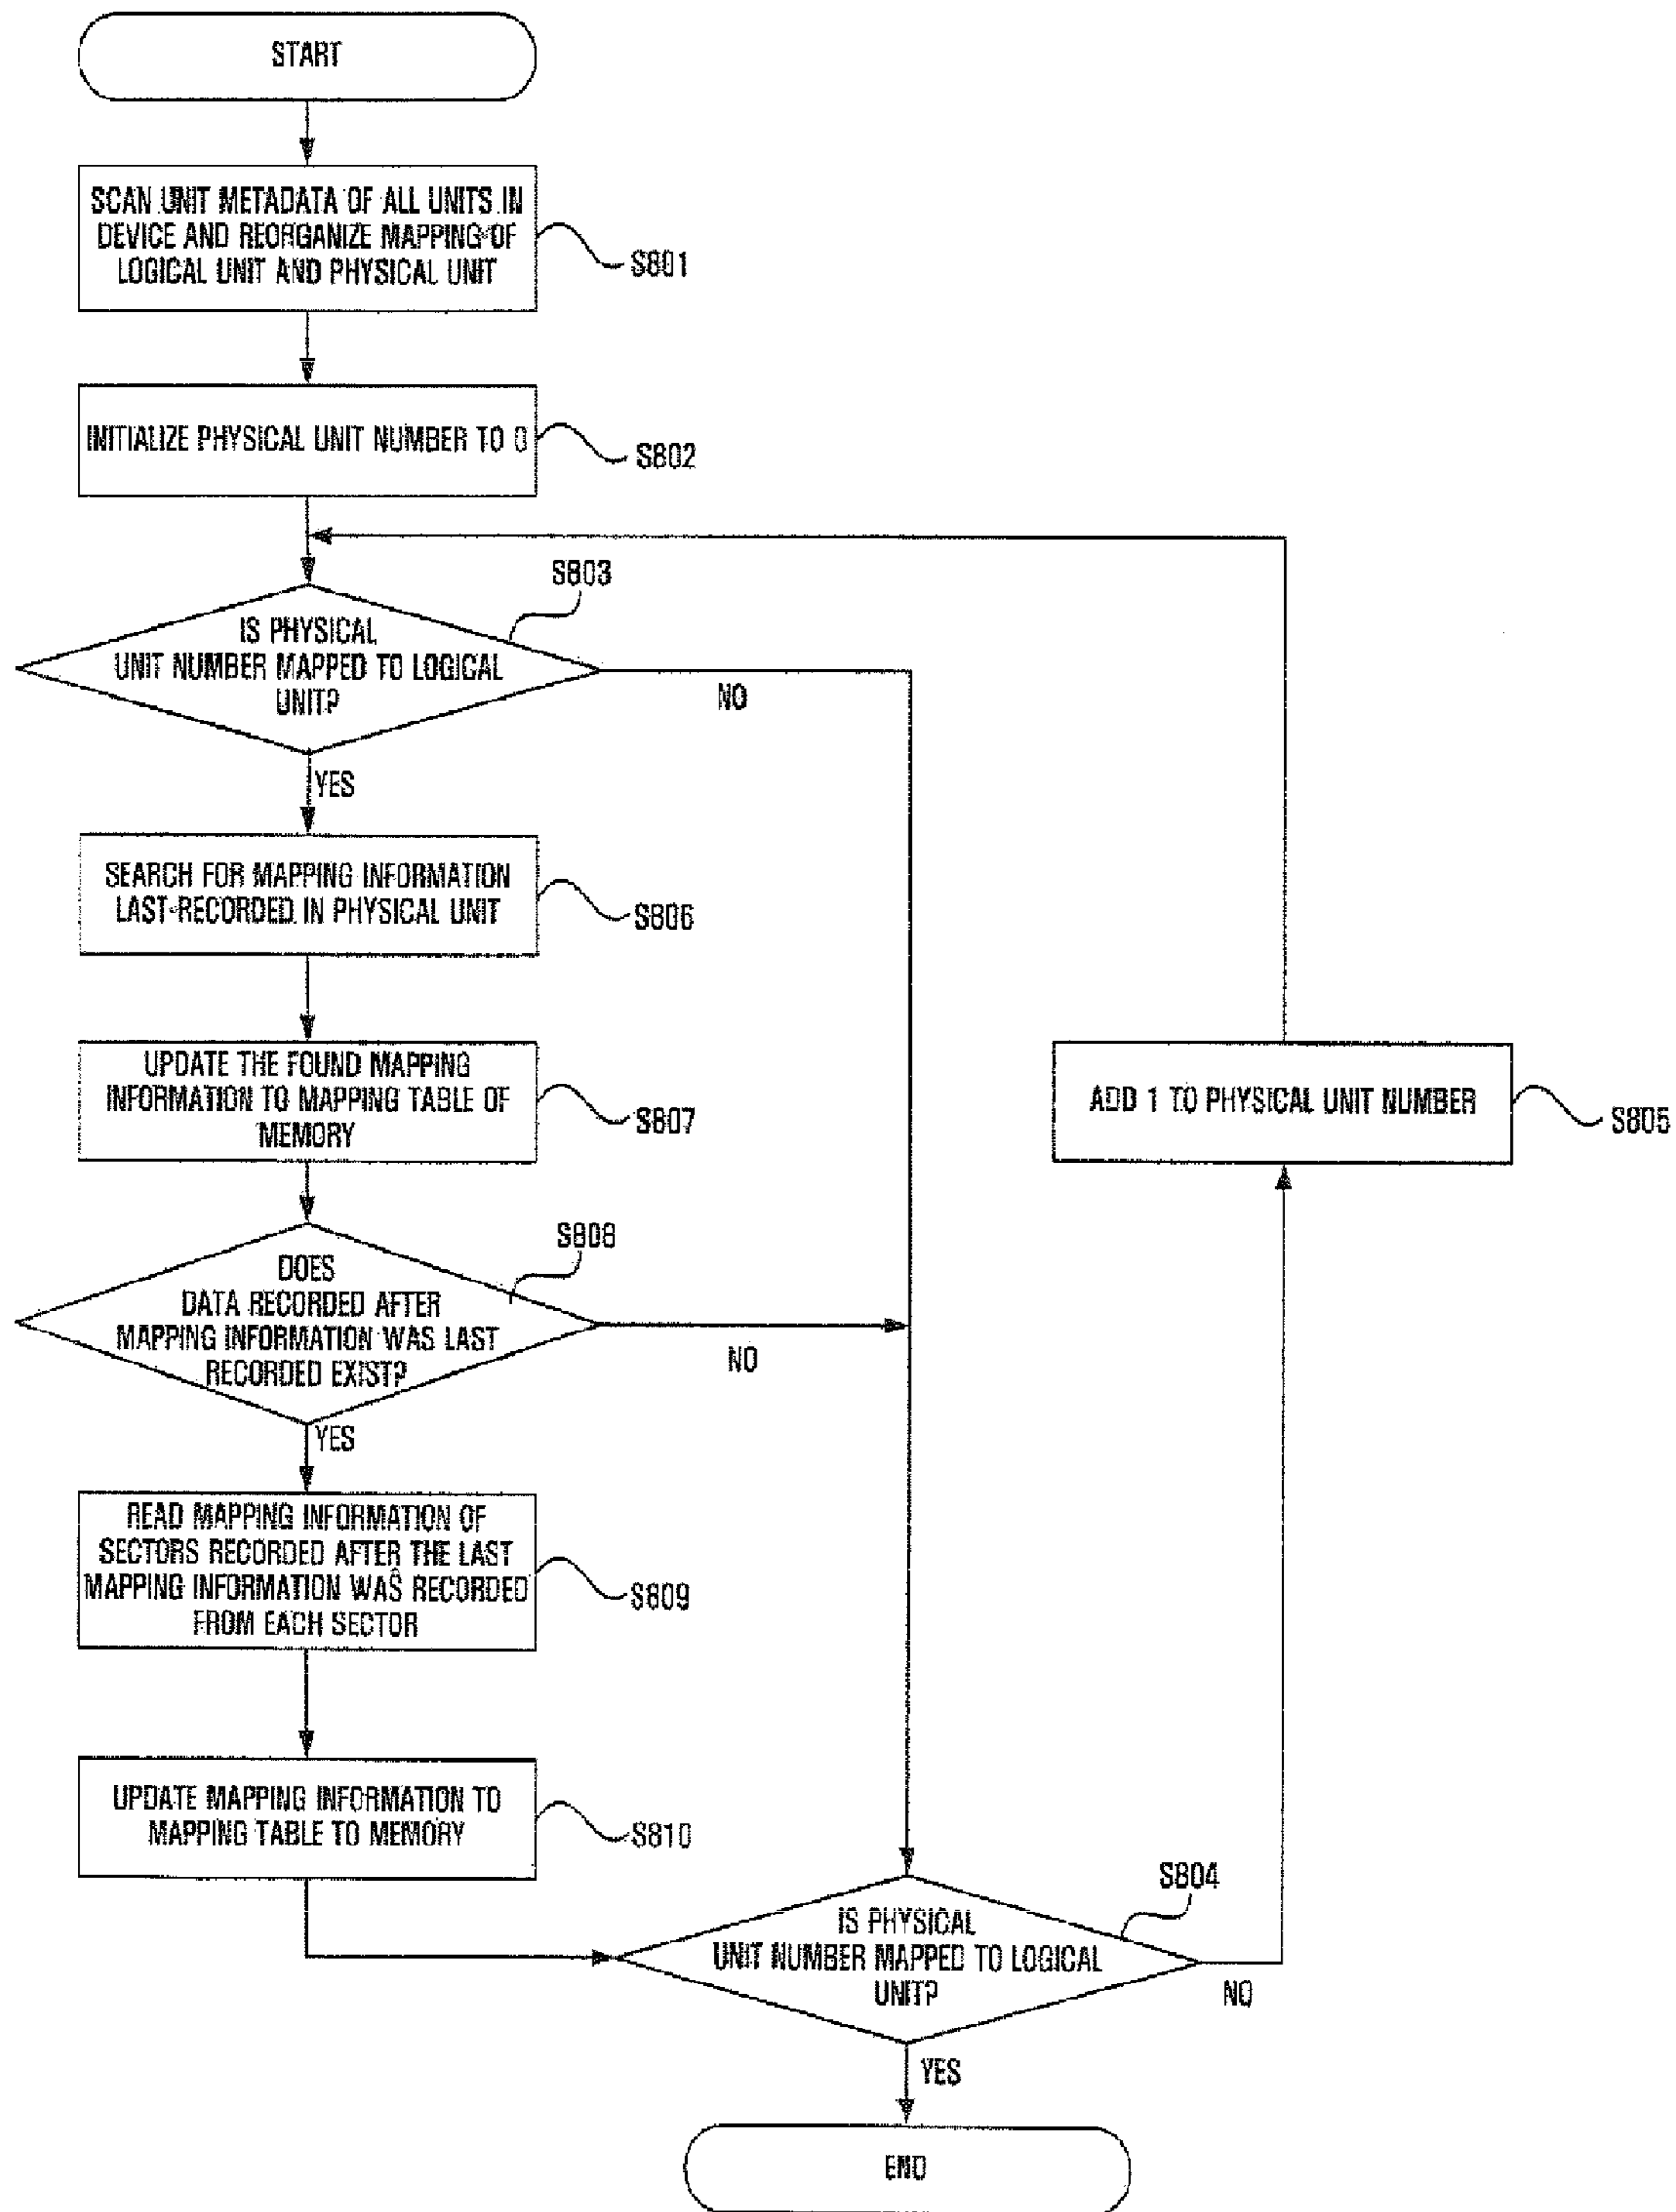 START
SCAN UNIT METADATA OF ALL UNITS IN
DEVICE AND REORGANIZE MAPPING OF
LOGICAL UNIT AND PHYSICAL UNIT
S801
INITIALIZE PHYSICAL UNIT NUMBER TO 0
S802
S803
IS PHYSICAL
UNIT NUMBER MAPPED TO LOGICAL
UNIT?
NO
YES
SEARCH FOR MAPPING INFORMATION
LAST-RECORDED IN PHYSICAL UNIT
S806
UPDATE THE FOUND MAPPING
INFORMATION TO MAPPING TABLE OF
MEMORY
S807
ADD 1 TO PHYSICAL UNIT NUMBER
S805
S808
DOES
DATA RECORDED AFTER
MAPPING INFORMATION WAS LAST
RECORDED EXIST?
NO
YES
READ MAPPING INFORMATION OF
SECTORS RECORDED AFTER THE LAST
MAPPING INFORMATION WAS RECORDED
FROM EACH SECTOR
S809
UPDATE MAPPING INFORMATION TO
MAPPING TABLE TO MEMORY
S810
S804
IS PHYSICAL
UNIT NUMBER MAPPED TO LOGICAL
UNIT?
NO
YES
END